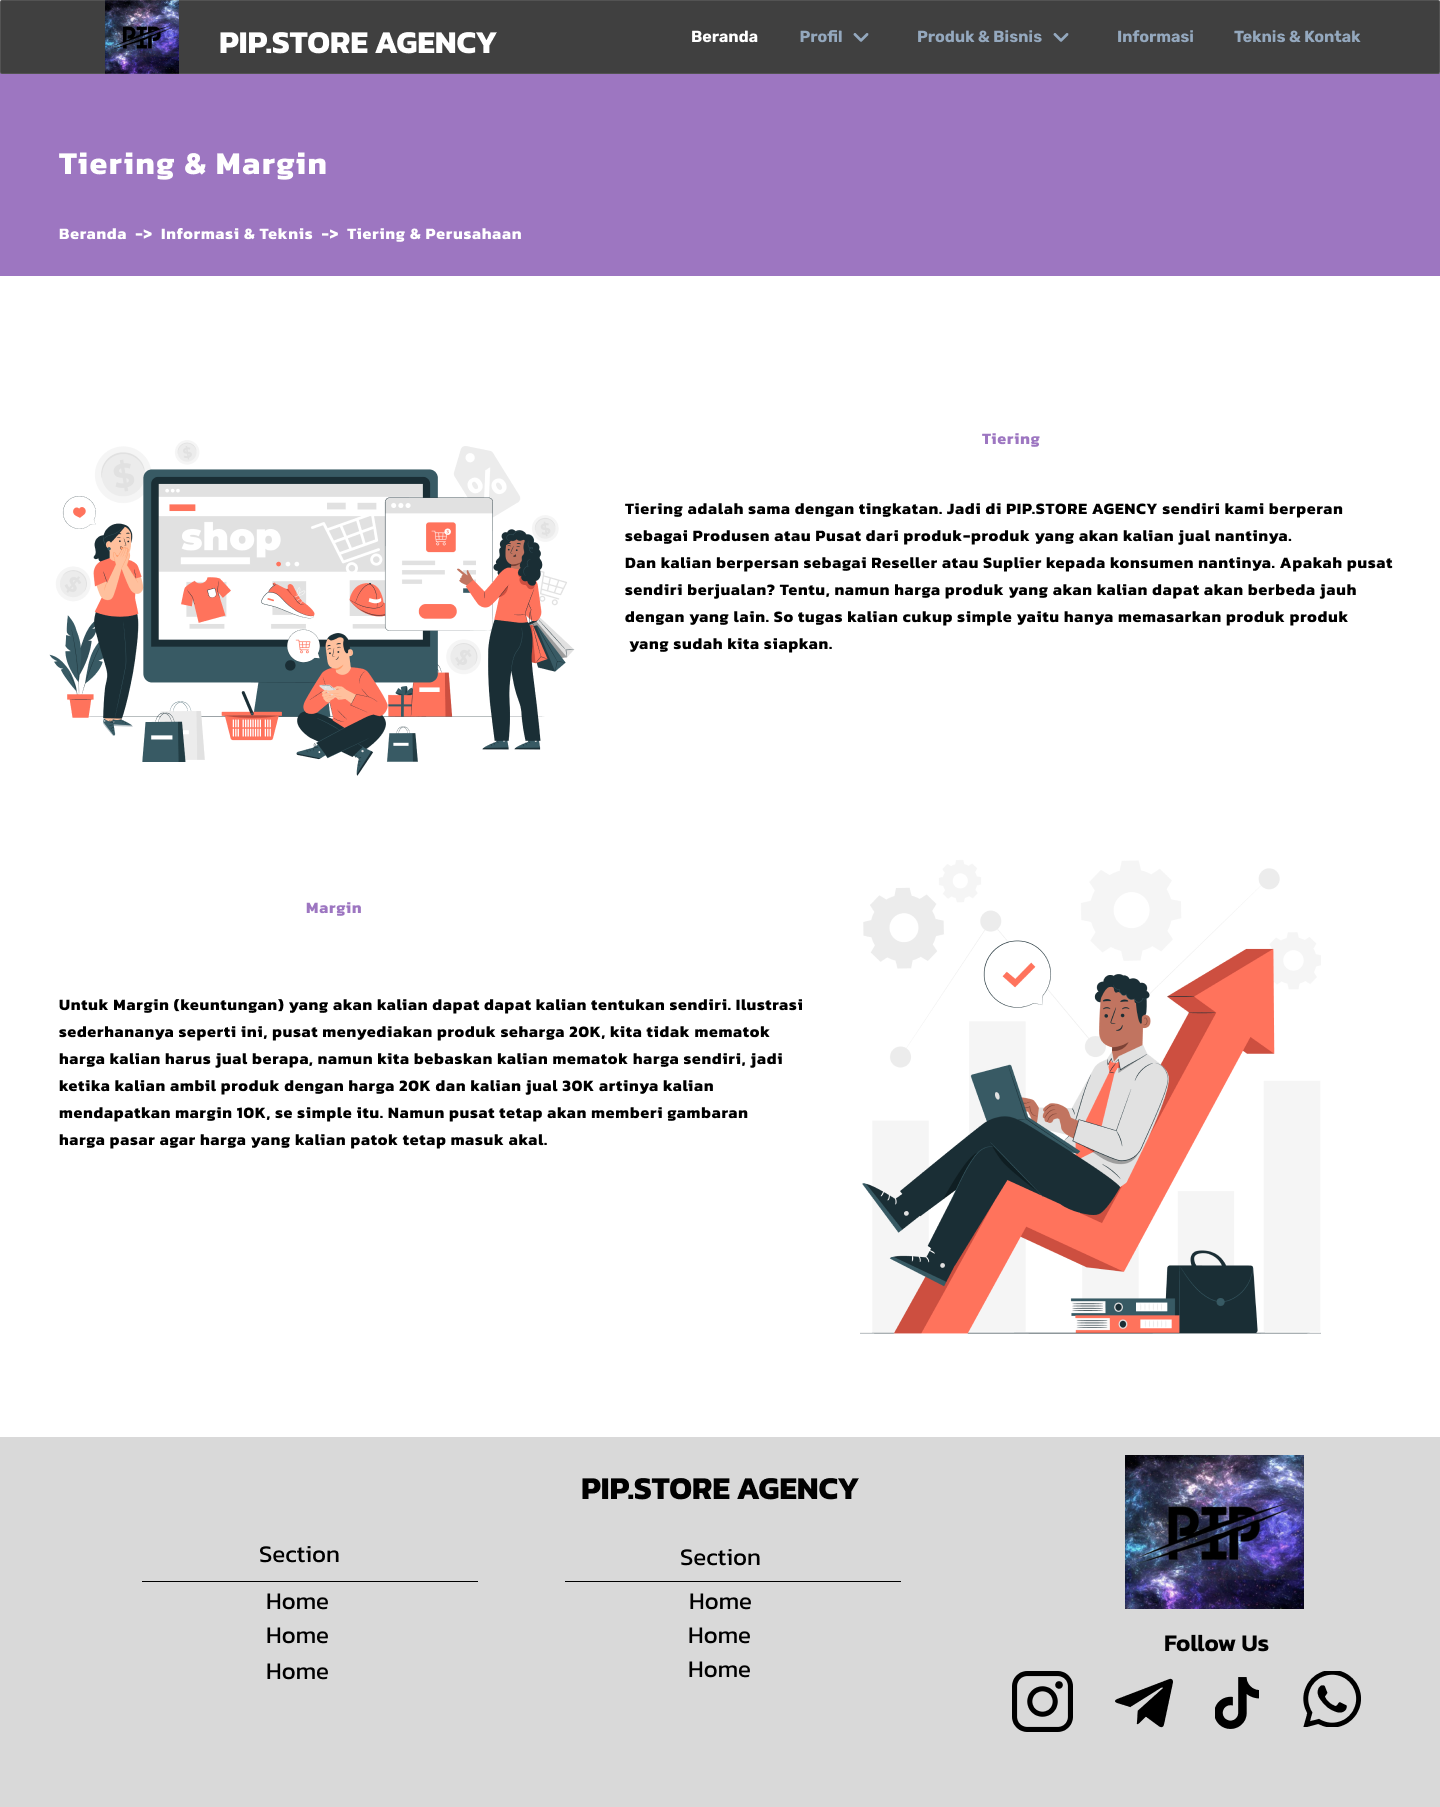 PIP
PIP.STORE AGENCY
Beranda
Profil
Produk & Bisnis
Informasi
Teknis & Kontak
Tiering & Margin
Beranda -> Informasi & Teknis -> Tiering & Perusahaan
shop
%
$
$
$
$
$
Tiering
Tiering adalah sama dengan tingkatan. Jadi di PIP.STORE AGENCY sendiri kami berperan
sebagai Produsen atau Pusat dari produk-produk yang akan kalian jual nantinya.
Dan kalian berpersan sebagai Reseller atau Suplier kepada konsumen nantinya. Apakah pusat
sendiri berjualan? Tentu, namun harga produk yang akan kalian dapat akan berbeda jauh
dengan yang lain. So tugas kalian cukup simple yaitu hanya memasarkan produk produk
yang sudah kita siapkan.
Margin
Untuk Margin (keuntungan) yang akan kalian dapat dapat kalian tentukan sendiri. Ilustrasi
sederhananya seperti ini, pusat menyediakan produk seharga 20K, kita tidak mematok
harga kalian harus jual berapa, namun kita bebaskan kalian mematok harga sendiri, jadi
ketika kalian ambil produk dengan harga 20K dan kalian jual 30K artinya kalian
mendapatkan margin 10K, se simple itu. Namun pusat tetap akan memberi gambaran
harga pasar agar harga yang kalian patok tetap masuk akal.
PIP.STORE AGENCY
Section
Home
Home
Home
Section
Home
Home
Home
PIP
Follow Us